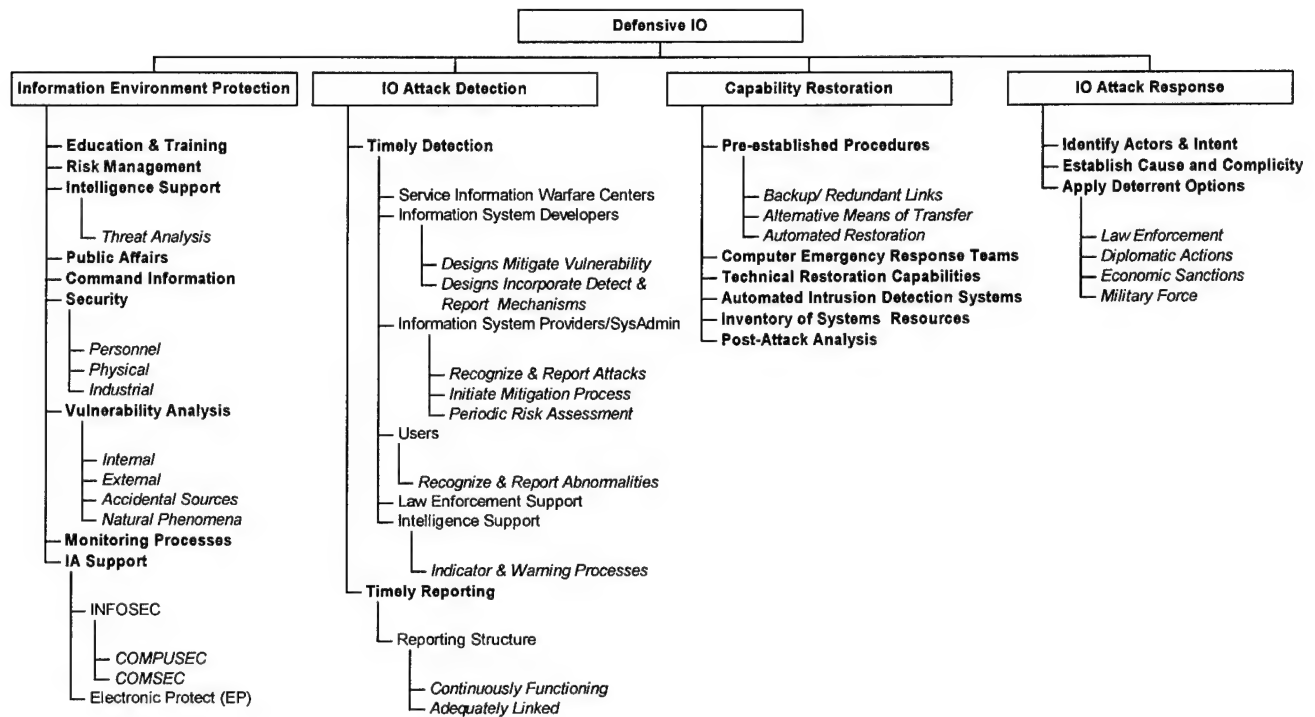 Defensive IO
Information Environment Protection
Education & Training
Risk Management
Intelligence Support
Threat Analysis
Public Affairs
Command Information
Security
Personnel
Physical
Industrial
Vulnerability Analysis
Internal
External
Accidental Sources
Natural Phenomena
Monitoring Processes
IA Support
INFOSEC
COMPUSEC
COMSEC
Electronic Protect (EP)
IO Attack Detection
Timely Detection
Service Information Warfare Centers
Information System Developers
Designs Mitigate Vulnerability
Designs Incorporate Detect &
Report Mechanisms
Information System Providers/SysAdmin
Recognize & Report Attacks
Initiate Mitigation Process
Periodic Risk Assessment
Users
Recognize & Report Abnormalities
Law Enforcement Support
Intelligence Support
Indicator & Warning Processes
Timely Reporting
Reporting Structure
Continuously Functioning
Adequately Linked
Capability Restoration
Pre-established Procedures
Backup/ Redundant Links
Alternative Means of Transfer
Automated Restoration
Computer Emergency Response Teams
Technical Restoration Capabilities
Automated Intrusion Detection Systems
Inventory of Systems Resources
Post-Attack Analysis
IO Attack Response
Identify Actors & Intent
Establish Cause and Complicity
Apply Deterrent Options
Law Enforcement
Diplomatic Actions
Economic Sanctions
Military Force